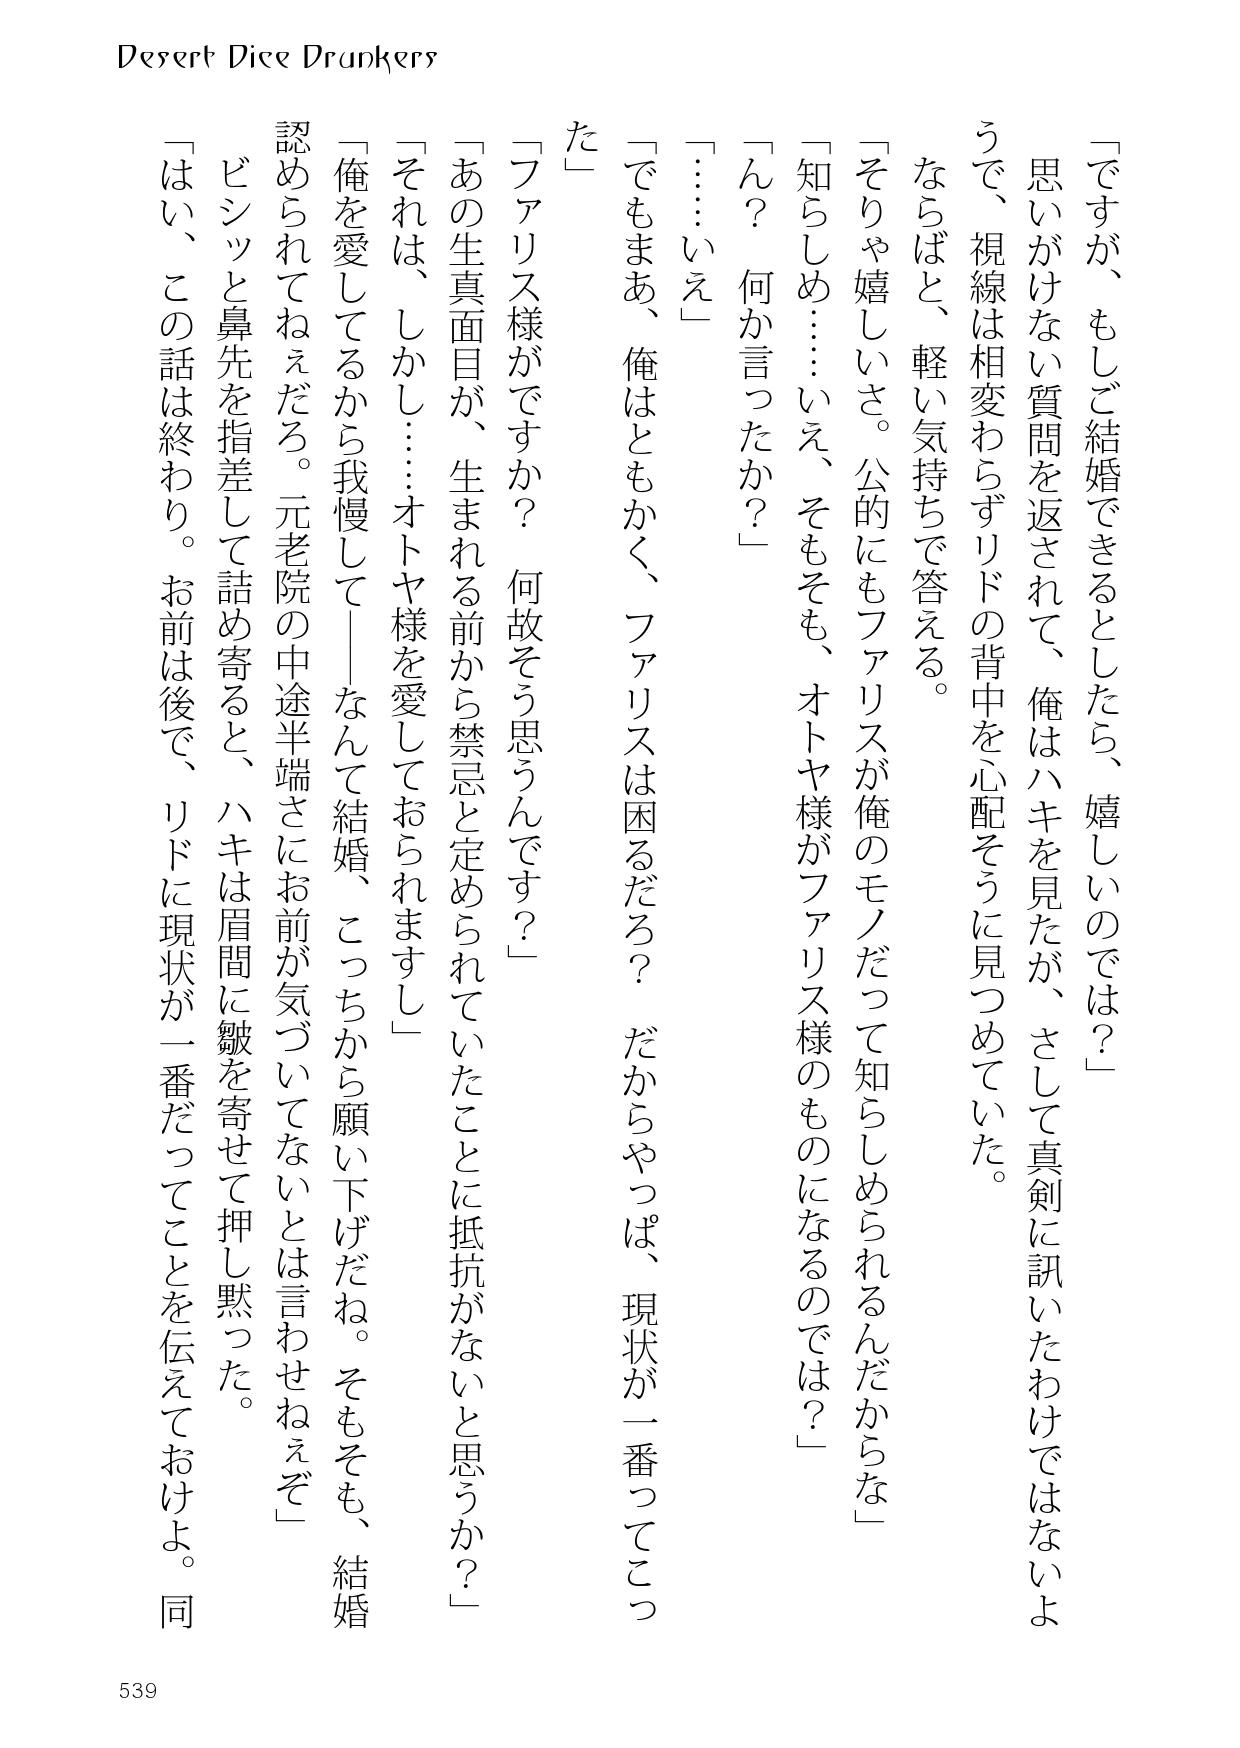 Desert Dice Drunkers
「ですが、もしご結婚できるとしたら、嬉しいのでは？」
　思いがけない質問を返されて、俺はハキを見たが、さして真剣に訊いたわけではないよ
うで、視線は相変わらずリドの背中を心配そうに見つめていた。
　ならばと、軽い気持ちで答える。
「そりゃ嬉しいさ。公的にもファリスが俺のモノだって知らしめられるんだからな」
「知らしめ……いえ、そもそも、オトヤ様がファリス様のものになるのでは？」
「ん？　何か言ったか？」
「……いえ」
「でもまあ、俺はともかく、ファリスは困るだろ？　だからやっぱ、現状が一番ってこっ
た」
「ファリス様がですか？　何故そう思うんです？」
「あの生真面目が、生まれる前から禁忌と定められていたことに抵抗がないと思うか？」
「それは、しかし……オトヤ様を愛しておられますし」
「俺を愛してるから我慢して――なんて結婚、こっちから願い下げだね。そもそも、結婚
認められてねぇだろ。元老院の中途半端さにお前が気づいてないとは言わせねぇぞ」
　ビシッと鼻先を指差して詰め寄ると、ハキは眉間に皺を寄せて押し黙った。
「はい、この話は終わり。お前は後で、リドに現状が一番だってことを伝えておけよ。同
539